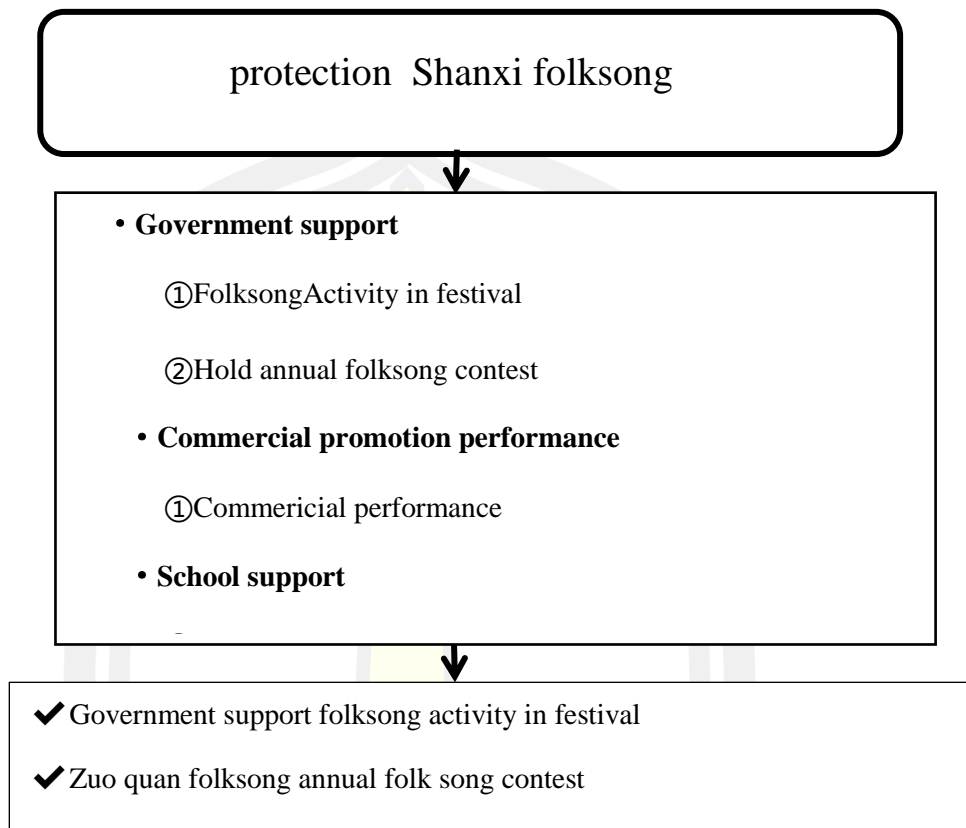 protection Shanxi folksong
· Government support
①FolksongActivity in festival
②Hold annual folksong contest
· Commercial promotion performance
①Commericial performance
· School support
✔Government support folksong activity in festival
✔Zuo quan folksong annual folk song contest